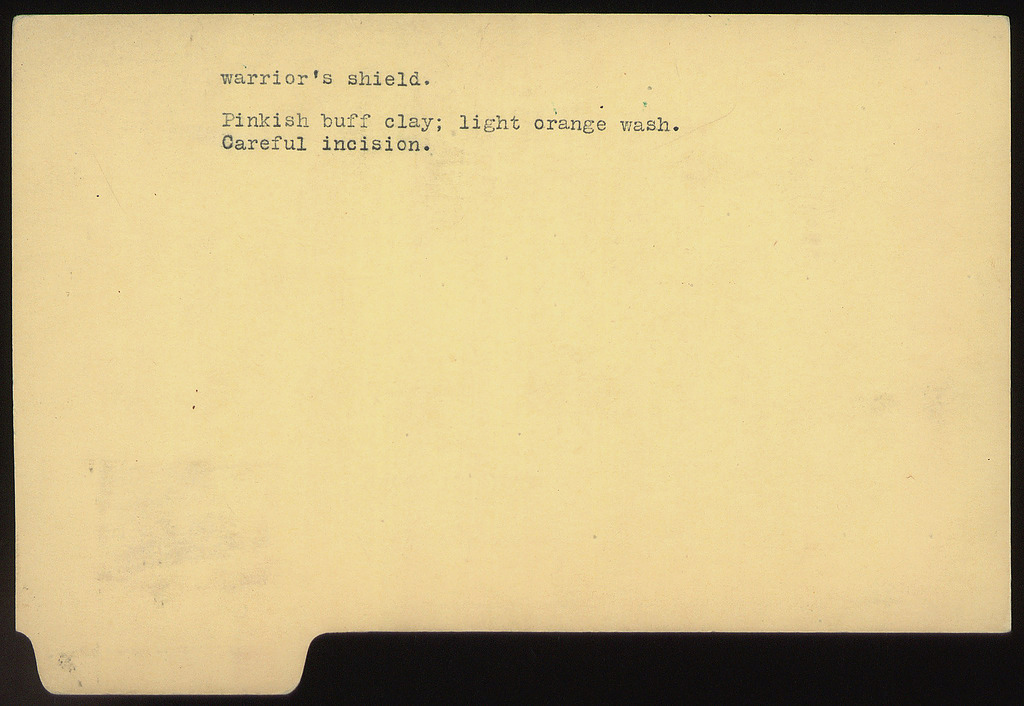 warrior's shield.
Pinkish buff clay; light orange wash.
Careful incision.